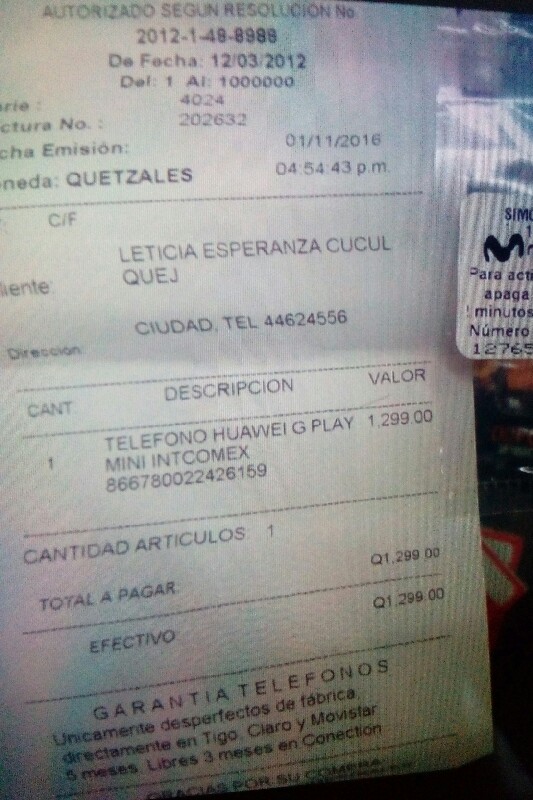 AUTORIZADO SEGUN RESOLUCION No.
2012-1-48-8988
De Fecha: 12/03/2012
Del: 1 Al: 1000000
rie : 4024
ctura No. : 202632
cha Emisión: 01/11/2016
neda: QUETZALES 04:54:43 p.m.
C/F
LETICIA ESPERANZA CUCUL
liente: QUEJ
CIUDAD, TEL 44624556
Dirección:
CANT. DESCRIPCION VALOR
1 TELEFONO HUAWEI G PLAY 1,299.00
MINI INTCOMEX
866780022426159
CANTIDAD ARTICULOS: 1
TOTAL A PAGAR Q1,299.00
EFECTIVO Q1,299.00
GARANTIA TELEFONOS
Unicamente desperfectos de fábrica
directamente en Tigo, Claro y Movistar
5 meses. Libres 3 meses en Conection
GRACIAS POR SU COMPRA
SIM
Para acti
apaga
minutos
Número
12765